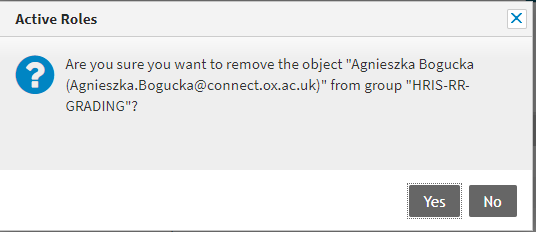 Active Roles
Are you sure you want to remove the object "Agnieszka Bogucka
(Agnieszka.Bogucka@connect.ox.ac.uk)" from group "HRIS-RR-
GRADING"?
Yes
No